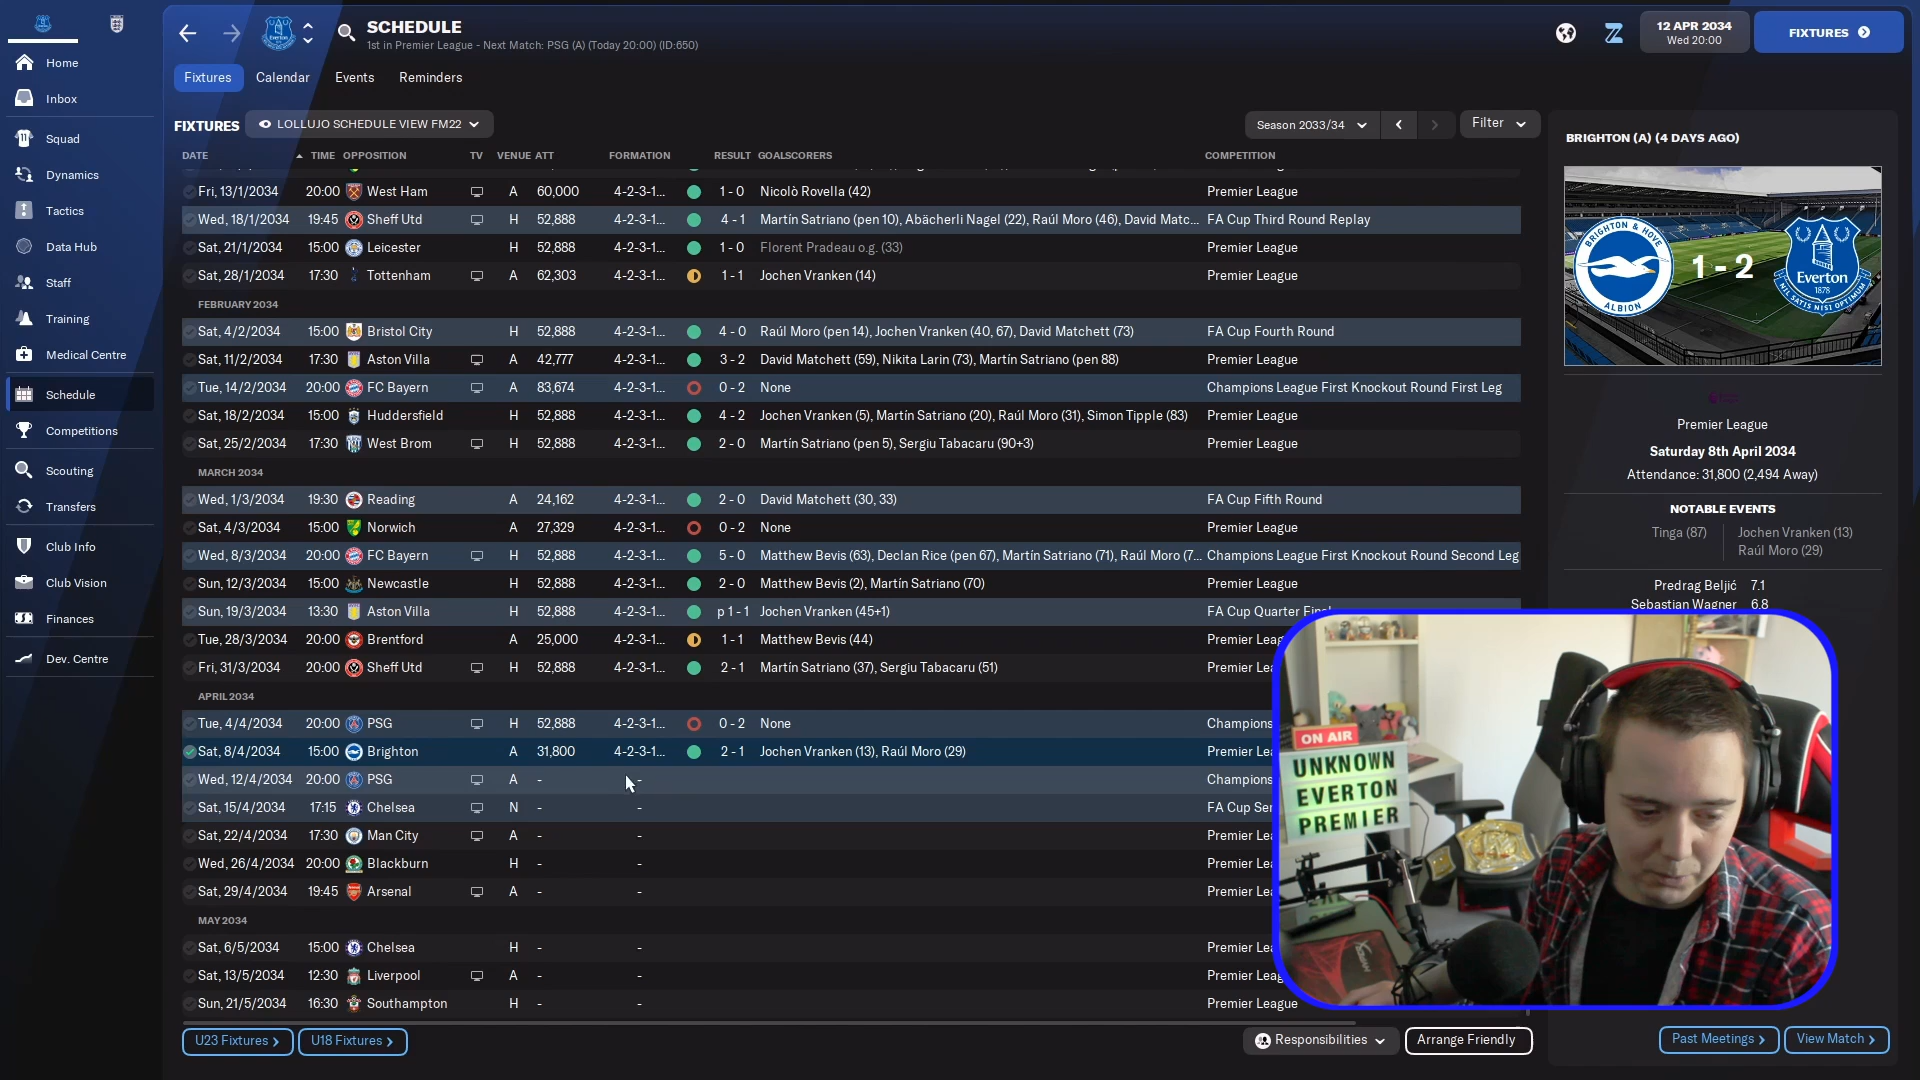 SCHEDULE
1st in Premier League - Next Match: PSG (A) (Today 20:00) (ID:650)
12 APR 2034
Wed 20:00
FIXTURES
Home
Inbox
Squad
Dynamics
Tactics
Data Hub
Staff
Training
Medical Centre
Schedule
Competitions
Scouting
Transfers
Club Info
Club Vision
Finances
Dev. Centre
Fixtures Calendar Events Reminders
FIXTURES LOLLUJO SCHEDULE VIEW FM22 Season 2033/34 Filter
DATE TIME OPPOSITION TV VENUE ATT FORMATION RESULT GOALSCORERS COMPETITION
Fri, 13/1/2034 20:00 West Ham A 60,000 4-2-3-1... 1 - 0 Nicolò Rovella (42) Premier League
Wed, 18/1/2034 19:45 Sheff Utd H 52,888 4-2-3-1... 4 - 1 Martín Satriano (pen 10), Abächerli Nagel (22), Raúl Moro (46), David Matc... FA Cup Third Round Replay
Sat, 21/1/2034 15:00 Leicester H 52,888 4-2-3-1... 1 - 0 Florent Pradeau o.g. (33) Premier League
Sat, 28/1/2034 17:30 Tottenham A 62,303 4-2-3-1... 1 - 1 Jochen Vranken (14) Premier League
FEBRUARY 2034
Sat, 4/2/2034 15:00 Bristol City H 52,888 4-2-3-1... 4 - 0 Raúl Moro (pen 14), Jochen Vranken (40, 67), David Matchett (73) FA Cup Fourth Round
Sat, 11/2/2034 17:30 Aston Villa A 42,777 4-2-3-1... 3 - 2 David Matchett (59), Nikita Larin (73), Martín Satriano (pen 88) Premier League
Tue, 14/2/2034 20:00 FC Bayern A 83,674 4-2-3-1... 0 - 2 None Champions League First Knockout Round First Leg
Sat, 18/2/2034 15:00 Huddersfield H 52,888 4-2-3-1... 4 - 2 Jochen Vranken (5), Martín Satriano (20), Raúl Moro (31), Simon Tipple (83) Premier League
Sat, 25/2/2034 17:30 West Brom H 52,888 4-2-3-1... 2 - 0 Martín Satriano (pen 5), Sergiu Tabacaru (90+3) Premier League
MARCH 2034
Wed, 1/3/2034 19:30 Reading A 24,162 4-2-3-1... 2 - 0 David Matchett (30, 33) FA Cup Fifth Round
Sat, 4/3/2034 15:00 Norwich A 27,329 4-2-3-1... 0 - 2 None Premier League
Wed, 8/3/2034 20:00 FC Bayern H 52,888 4-2-3-1... 5 - 0 Matthew Bevis (63), Declan Rice (pen 67), Martín Satriano (71), Raúl Moro (7... Champions League First Knockout Round Second Leg
Sun, 12/3/2034 15:00 Newcastle H 52,888 4-2-3-1... 2 - 0 Matthew Bevis (2), Martín Satriano (70) Premier League
Sun, 19/3/2034 13:30 Aston Villa H 52,888 4-2-3-1... p 1 - 1 Jochen Vranken (45+1) FA Cup Quarter Final
Tue, 28/3/2034 20:00 Brentford A 25,000 4-2-3-1... 1 - 1 Matthew Bevis (44) Premier Lea
Fri, 31/3/2034 20:00 Sheff Utd H 52,888 4-2-3-1... 2 - 1 Martín Satriano (37), Sergiu Tabacaru (51) Premier Lea
APRIL 2034
Tue, 4/4/2034 20:00 PSG H 52,888 4-2-3-1... 0 - 2 None Champions
Sat, 8/4/2034 15:00 Brighton A 31,800 4-2-3-1... 2 - 1 Jochen Vranken (13), Raúl Moro (29) Premier Lea
Wed, 12/4/2034 20:00 PSG A - - Champions
Sat, 15/4/2034 17:15 Chelsea N - - FA Cup Sem
Sat, 22/4/2034 17:30 Man City A - - Premier Lea
Wed, 26/4/2034 20:00 Blackburn H - - Premier Lea
Sat, 29/4/2034 19:45 Arsenal A - - Premier Lea
MAY 2034
Sat, 6/5/2034 15:00 Chelsea H - - Premier Lea
Sat, 13/5/2034 12:30 Liverpool A - - Premier Leag
Sun, 21/5/2034 16:30 Southampton H - - Premier League
U23 Fixtures U18 Fixtures Responsibilities Arrange Friendly
BRIGHTON (A) (4 DAYS AGO)
BRIGHTON & HOVE
ALBION
1 - 2
Everton
1878
NIL SATIS NISI OPTIMUM
Premier League
Saturday 8th April 2034
Attendance: 31,800 (2,494 Away)
NOTABLE EVENTS
Tinga (87) Jochen Vranken (13)
Raúl Moro (29)
Predrag Beljić 7.1
Sebastian Wagner 6.8
ON AIR
UNKNOWN
EVERTON
PREMIER
Past Meetings View Match